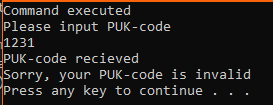 Command executed
Please input PUK-code
1231
PUK-code recieved
Sorry, your PUK-code is invalid
Press any key to continue . . .